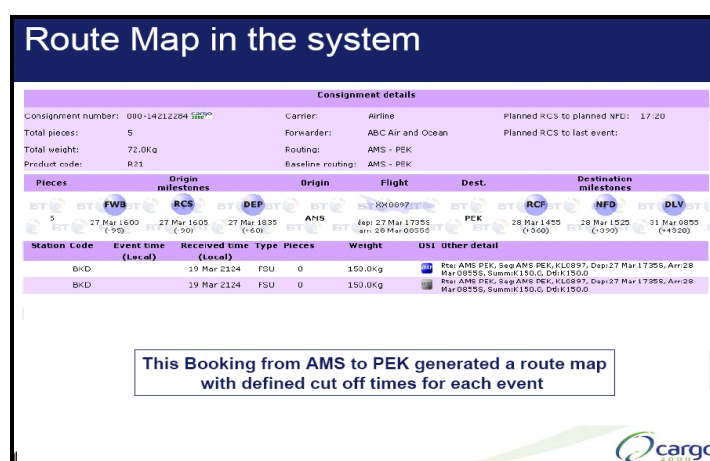 Route Map in the system
Consignment details
Consignment number: 000-14212284 cargo 2000 Carrier: Airline Planned RCS to planned NFD: 17:20
Total pieces: 5 Forwarder: ABC Air and Ocean Planned RCS to last event:
Total weight: 72.0Kg Routing: AMS - PEK
Product code: R21 Baseline routing: AMS - PEK
Pieces Origin milestones Origin Flight Dest. Destination milestones
FWB RCS DEP XX0897 RCF NFD DLV
5 27 Mar 1600 27 Mar 1605 27 Mar 1835 AMS dep: 27 Mar 1735S PEK 28 Mar 1455 28 Mar 1525 31 Mar 0855
(-95) (-90) (+60) arr: 28 Mar 0855S (+360) (+390) (+4320)
Station Code Event time (Local) Received time (Local) Type Pieces Weight OSI Other detail
BKD 19 Mar 2124 FSU 0 150.0Kg Rte: AMS PEK, Seg: AMS PEK, KL0897, Dep: 27 Mar 1735S, Arr: 28
Mar 0855S, Summ: K150.0, Dtl: K150.0
BKD 19 Mar 2124 FSU 0 150.0Kg Rte: AMS PEK, Seg: AMS PEK, KL0897, Dep: 27 Mar 1735S, Arr: 28
Mar 0855S, Summ: K150.0, Dtl: K150.0
This Booking from AMS to PEK generated a route map
with defined cut off times for each event
cargo
2000